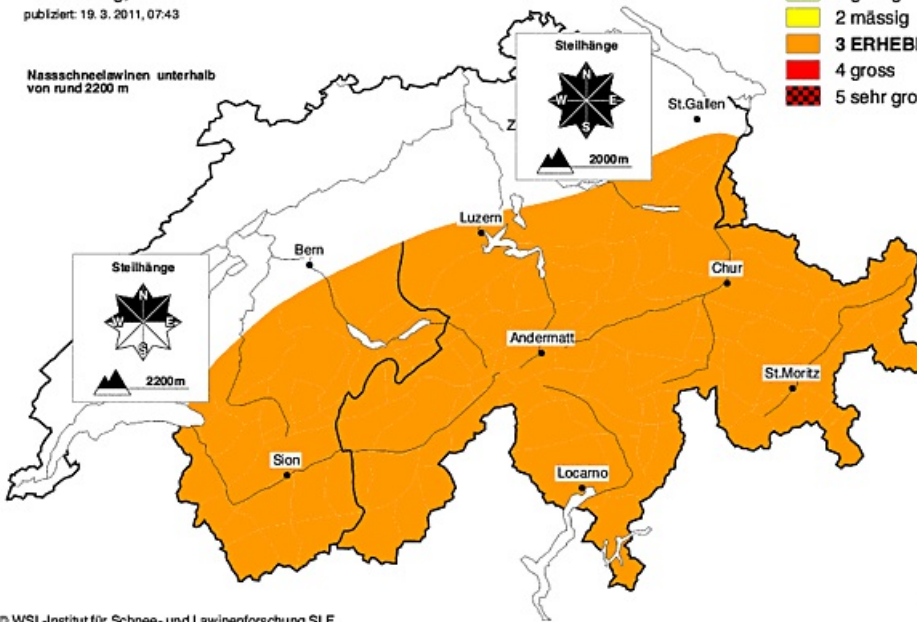 publiziert: 19. 3. 2011, 07:43
2 mässig
3
4 gross
5 sehr
Nassschneelawinen unterhalb
von rund 2200 m
Steilhänge
N
W E
S
2000m
St.Gallen
Luzern
Bern
Steilhänge
N
W E
S
2200m
Chur
Andermatt
St.Moritz
Sion
Locarno
© WSL-Institut für Schnee- und Lawinenforschung SLF